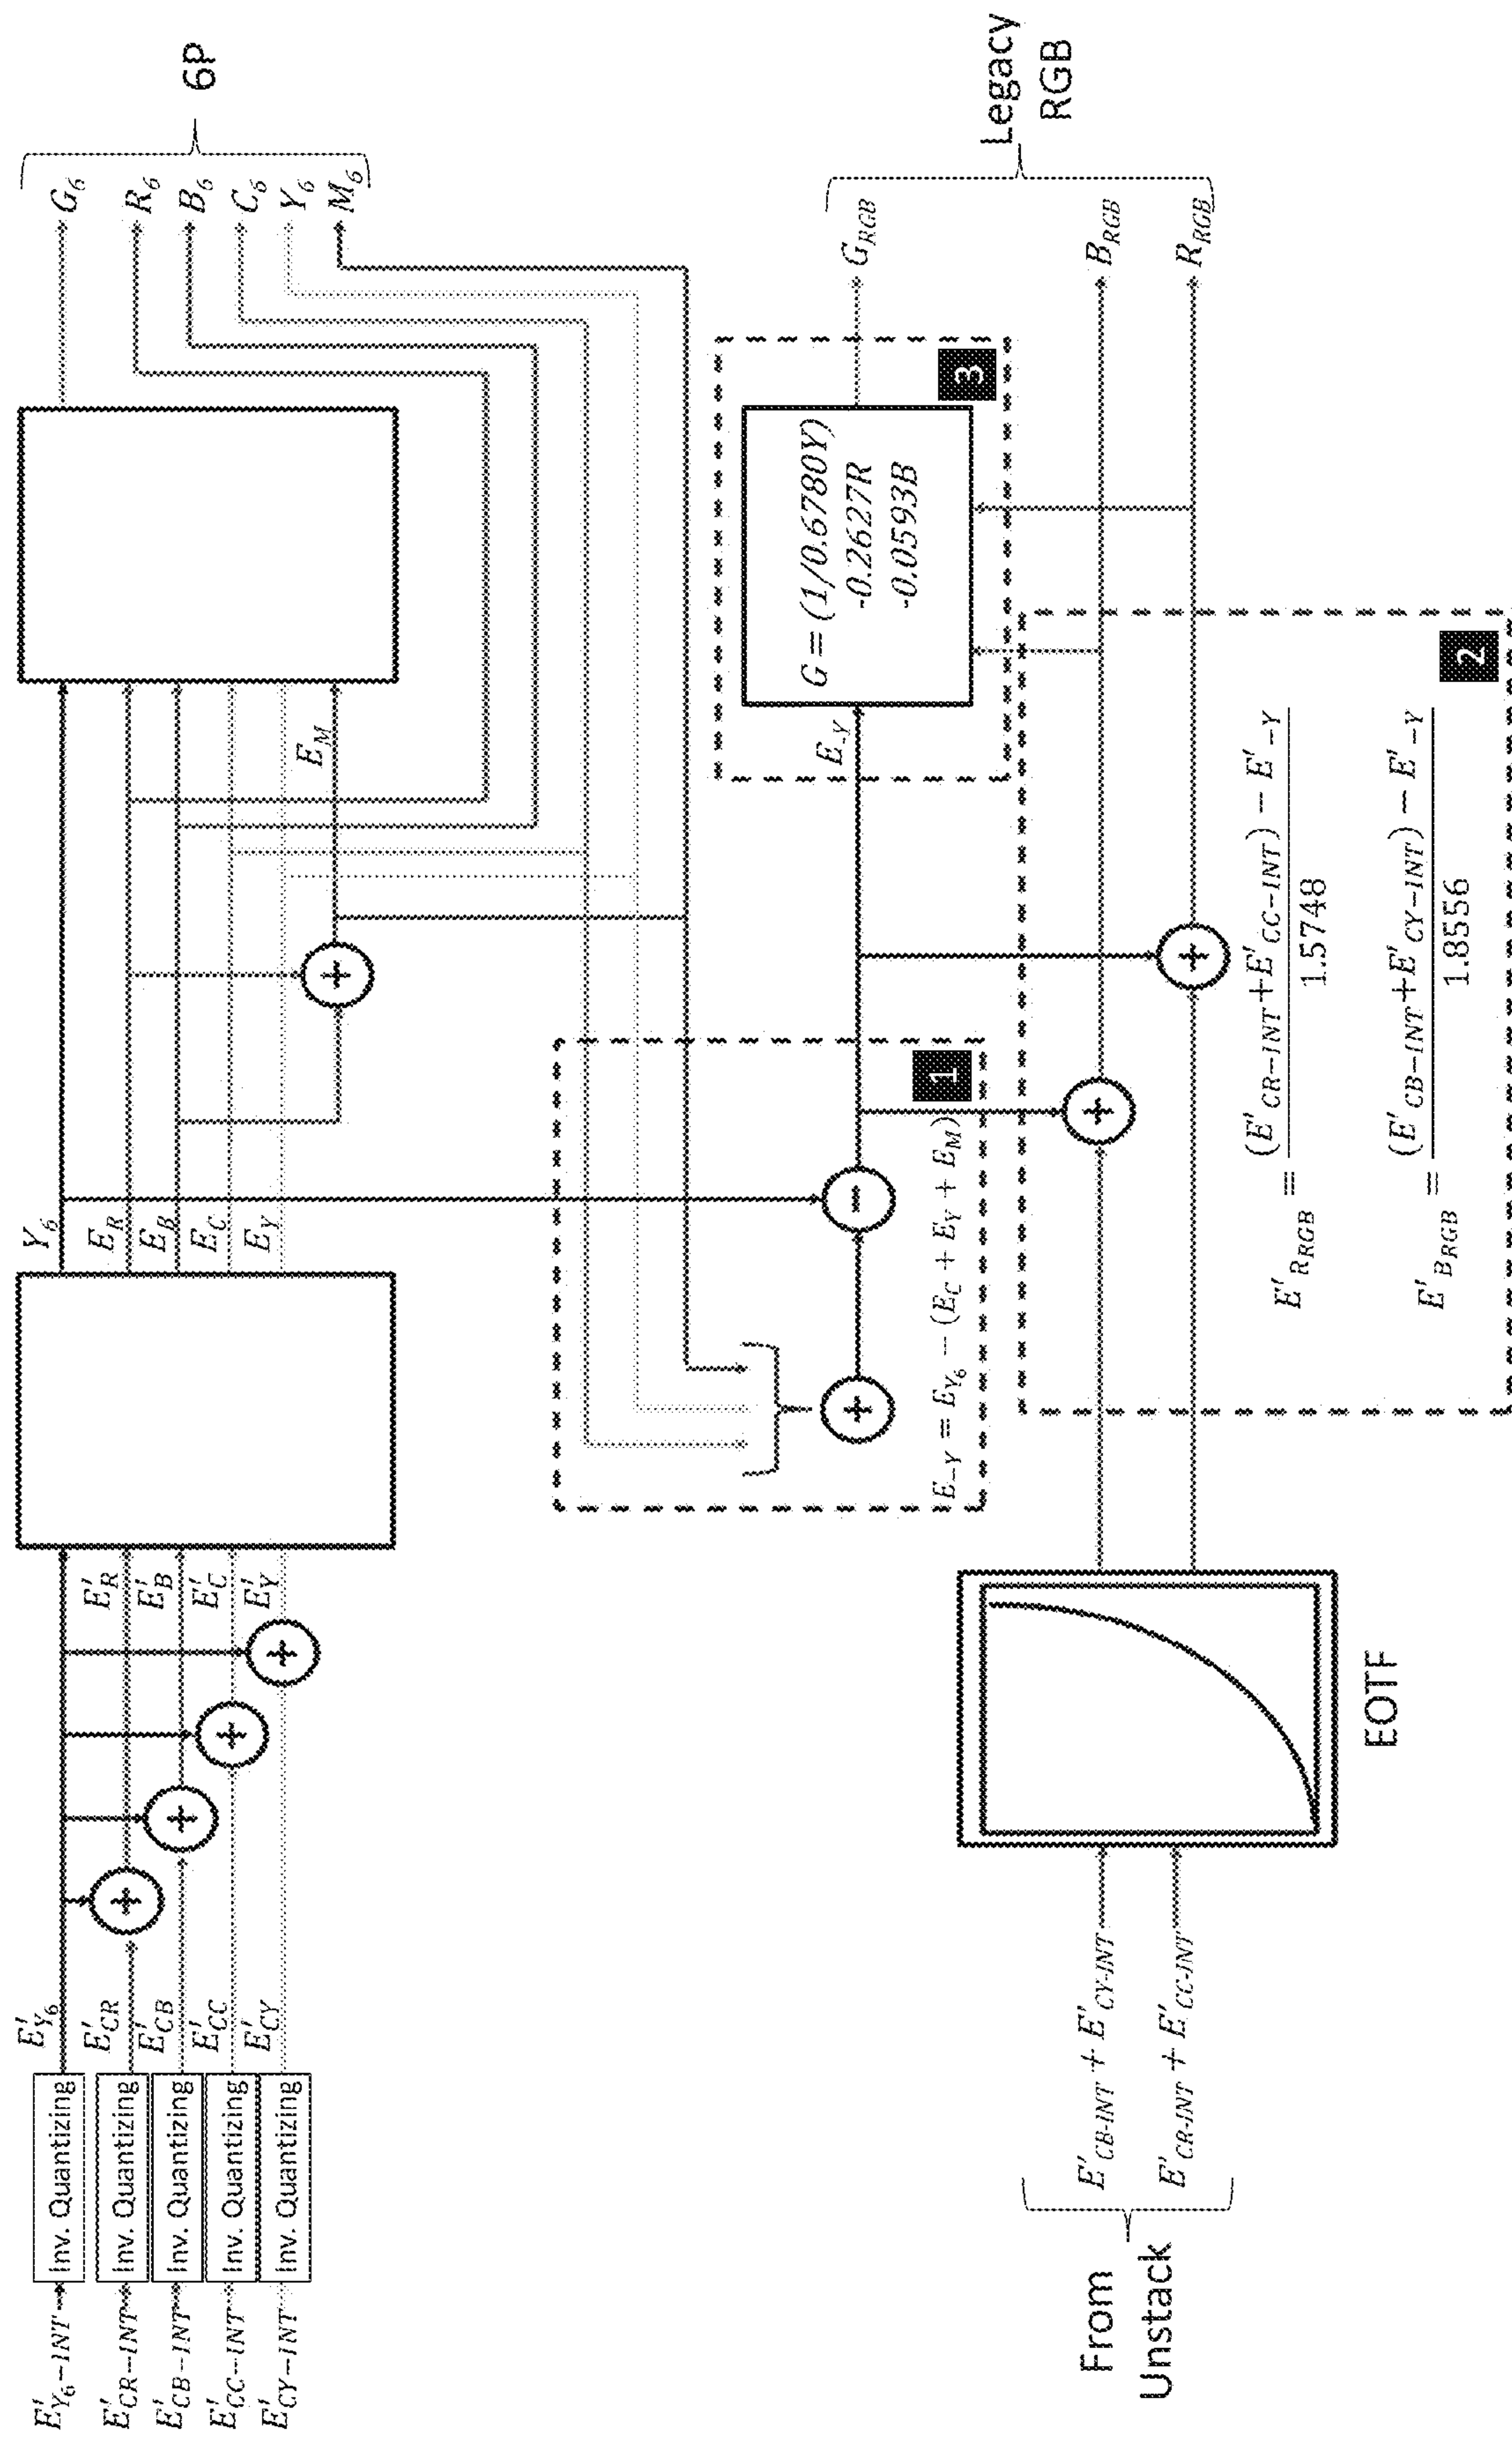 E'Y6-INT
E'CR-INT
E'CB-INT
E'CC-INT
E'CY-INT
Inv. Quantizing
Inv. Quantizing
Inv. Quantizing
Inv. Quantizing
Inv. Quantizing
E'Y6
E'CR
E'CB
E'CC
E'CY
+
+
+
+
E'R
E'B
E'C
E'Y
Y6
ER
EB
EC
EY
+
EM
G6
R6
B6
C6
Y6
M6
6P
+
−
E-Y = EY6 − (EC + EY + EM)
1
E-Y
G = (1/0.6780Y)
-0.2627R
-0.0593B
3
GRGB
BRGB
RRGB
Legacy
RGB
From
Unstack
E'CB-INT + E'CY-INT
E'CR-INT + E'CC-INT
EOTF
+
+
E'RRGB = (E'CR-INT+E'CC-INT) − E'-Y
1.5748
E'BRGB = (E'CB-INT+E'CY-INT) − E'-Y
1.8556
2